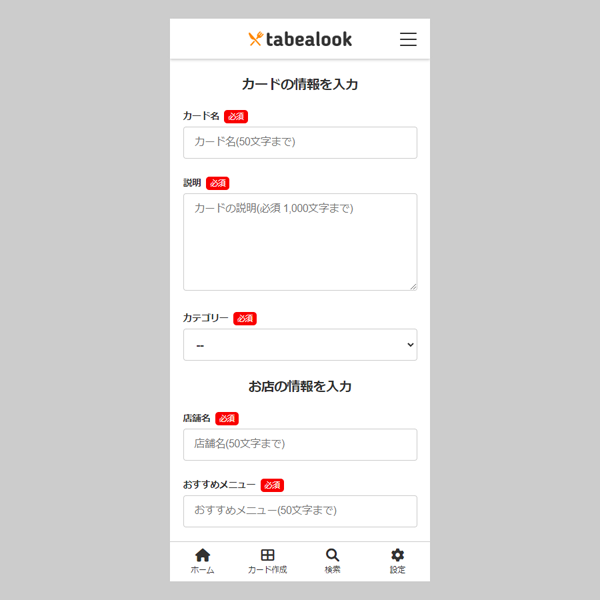 tabealook
カードの情報を入力
カード名 必須
カード名(50文字まで)
説明 必須
カードの説明(必須 1,000文字まで)
カテゴリー 必須
--
お店の情報を入力
店舗名 必須
店舗名(50文字まで)
おすすめメニュー 必須
おすすめメニュー(50文字まで)
ホーム カード作成 検索 設定